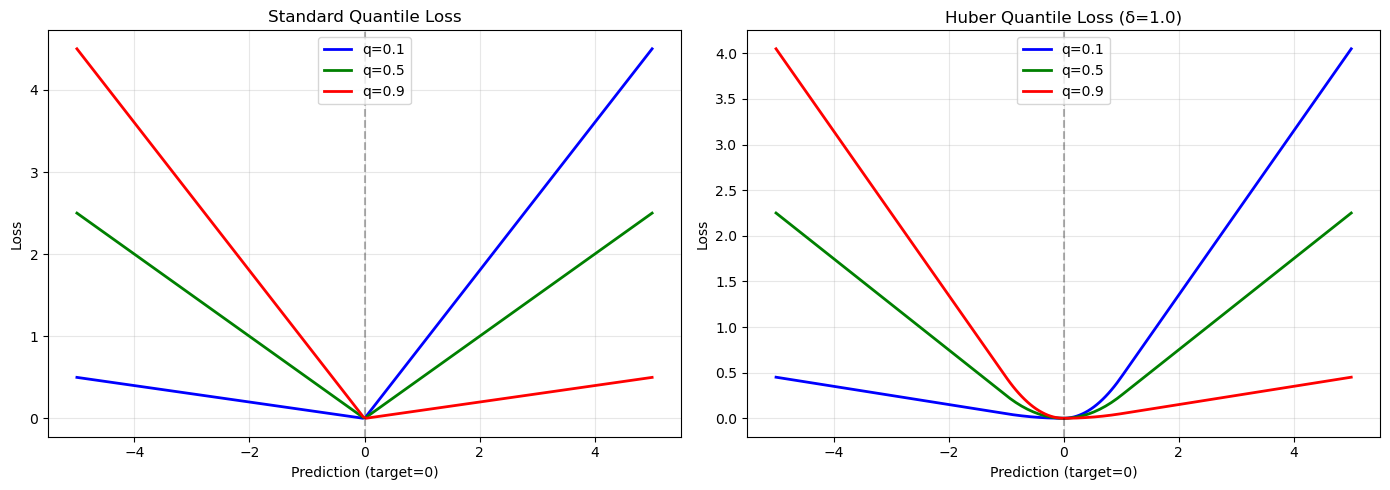 Standard Quantile Loss
q=0.1
q=0.5
q=0.9
4
3
2
1
0
Loss
−4
−2
0
2
4
Prediction (target=0)
Huber Quantile Loss (δ=1.0)
q=0.1
q=0.5
q=0.9
4.0
3.5
3.0
2.5
2.0
1.5
1.0
0.5
0.0
Loss
−4
−2
0
2
4
Prediction (target=0)